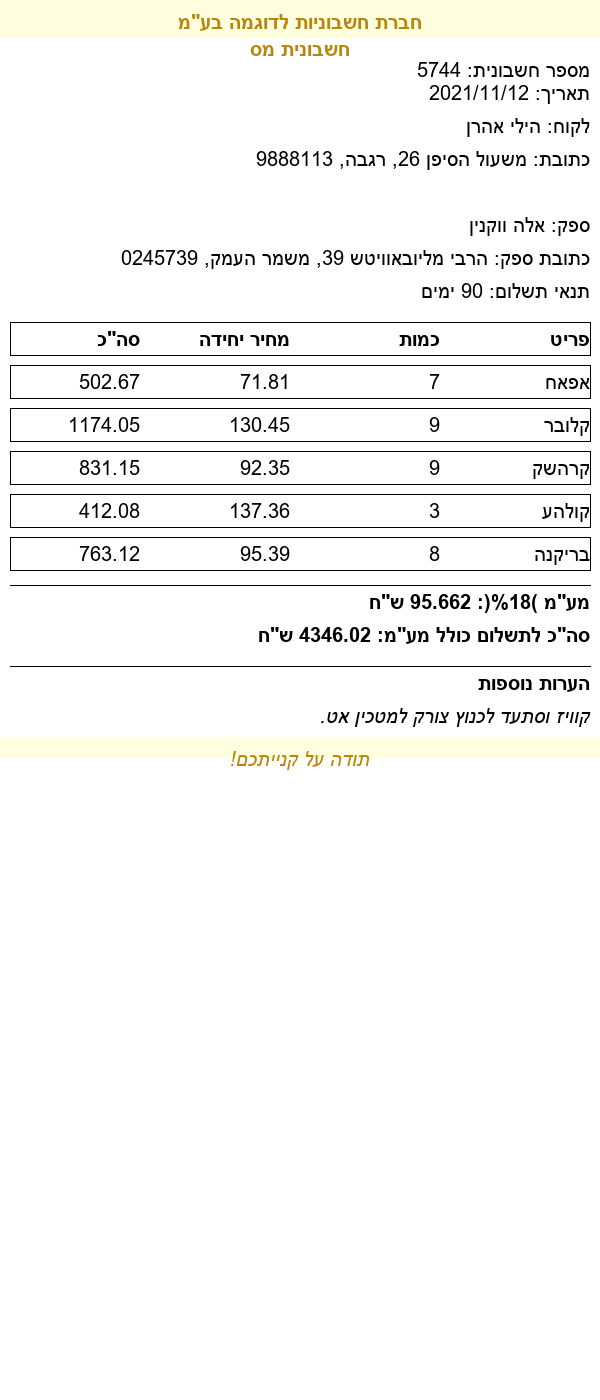 חברת חשבוניות לדוגמה בע"מ
חשבונית מס
מספר חשבונית: 5744
תאריך: 2021/11/12
לקוח: הילי אהרן
כתובת: משעול הסיפן 26, רגבה, 9888113
ספק: אלה ווקנין
כתובת ספק: הרבי מליובאוויטש 39, משמר העמק, 0245739
תנאי תשלום: 90 ימים
פריט כמות מחיר יחידה סה"כ
אפאח 7 71.81 502.67
קלובר 9 130.45 1174.05
קרהשק 9 92.35 831.15
קולהע 3 137.36 412.08
בריקנה 8 95.39 763.12
מע"מ )18%(: 95.662 ש"ח
סה"כ לתשלום כולל מע"מ: 4346.02 ש"ח
הערות נוספות
קוויז וסתעד לכנוץ צורק למטכין אט.
תודה על קנייתכם!